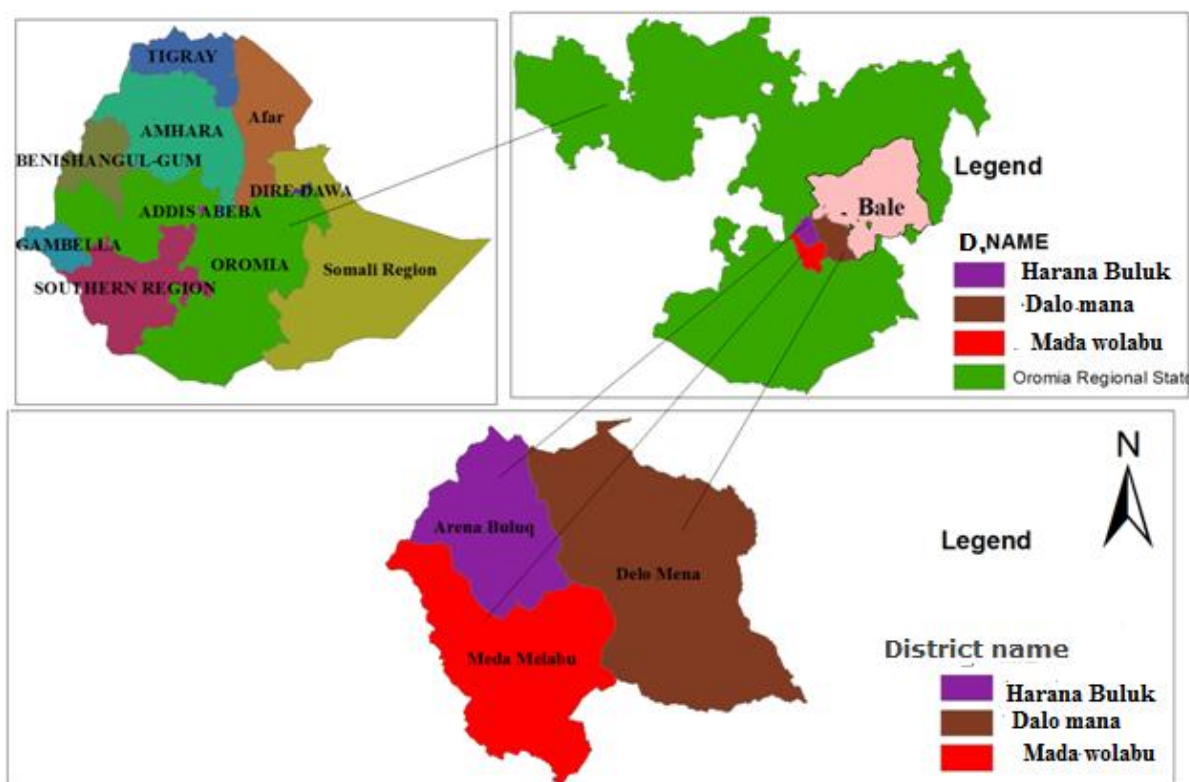 TIGRAY
Afar
AMHARA
BENISHANGUL-GUM
DIRE-DAWA
ADDIS ABEBA
GAMBELLA
OROMIA
Somali Region
SOUTHERN REGION
Bale
Legend
D,NAME
Harana Buluk
Dalo mana
Mada wolabu
Oromia Regional State
Arena Buluq
Delo Mena
Meda Melabu
N
Legend
District name
Harana Buluk
Dalo mana
Mada wolabu